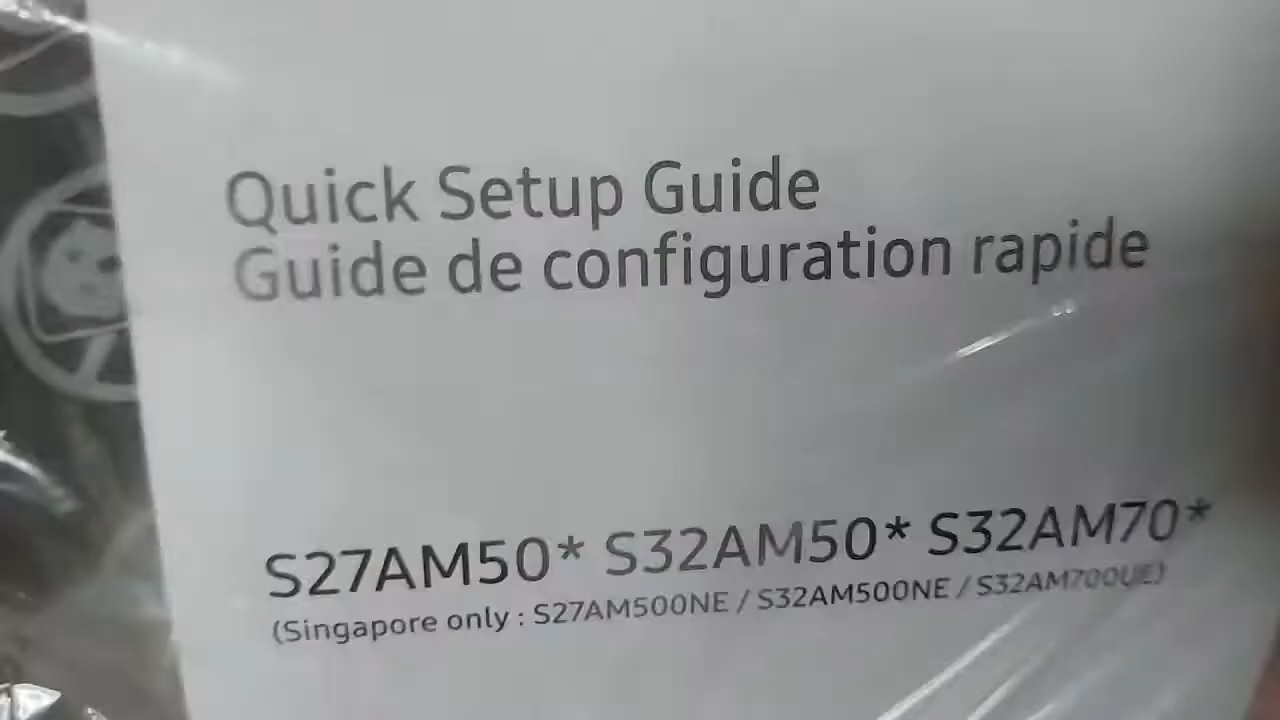 Quick Setup Guide
Guide de configuration rapide
S27AM50* S32AM50* S32AM70*
(Singapore only : S27AM500NE / S32AM500NE / S32AM700UE)